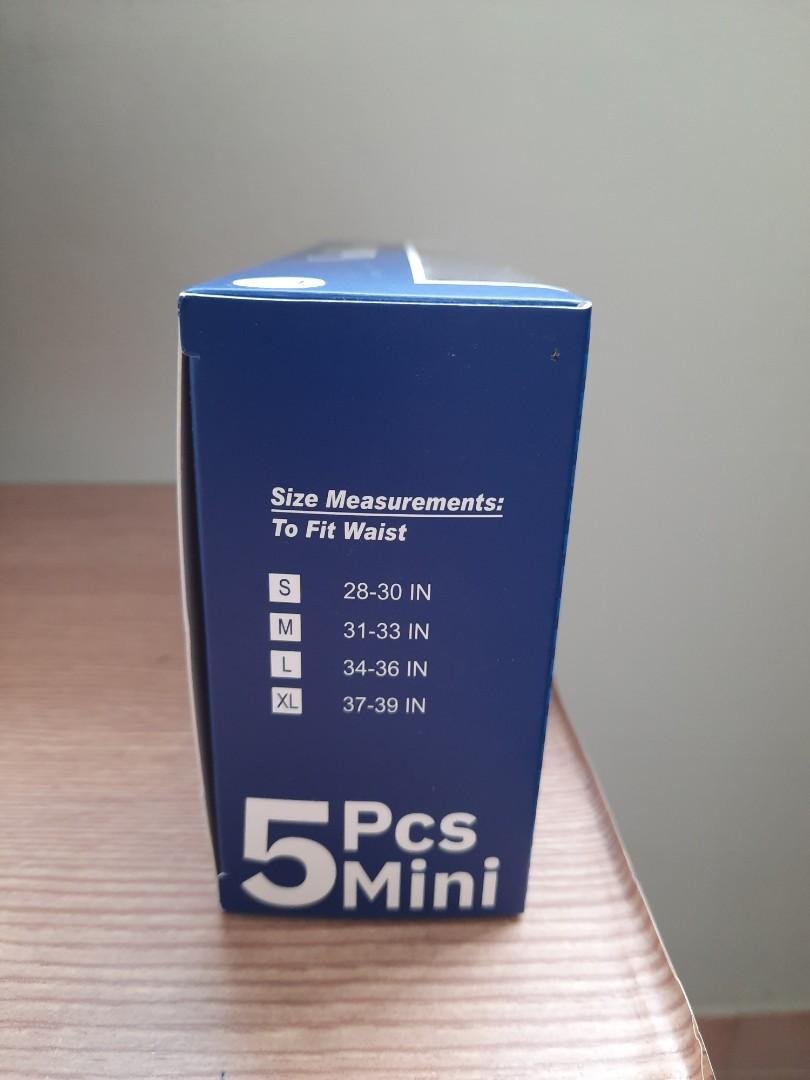 Size Measurements:
To Fit Waist
S 28-30 IN
M 31-33 IN
L 34-36 IN
XL 37-39 IN
5 Pcs
Mini